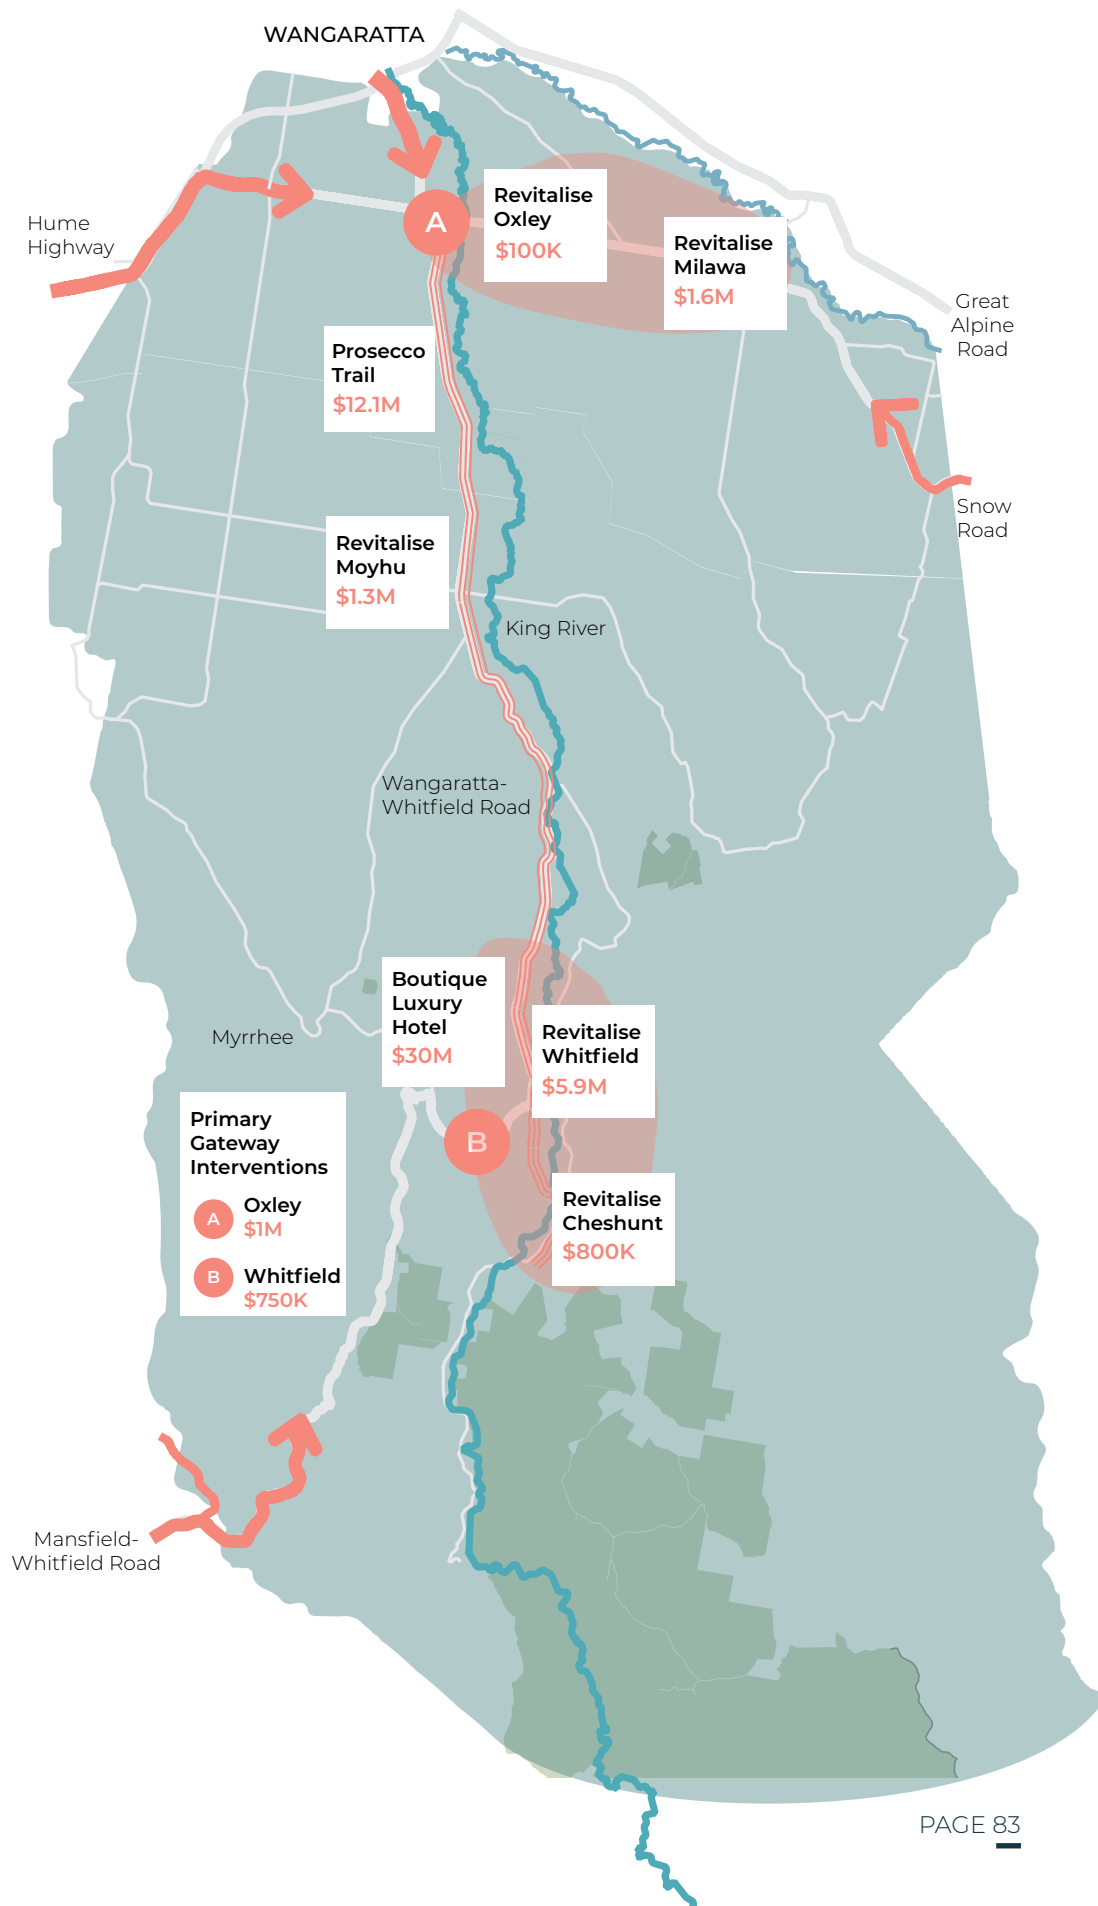 WANGARATTA
Hume
Highway
A
Revitalise
Oxley
$100K
Revitalise
Milawa
$1.6M
Great
Alpine
Road
Prosecco
Trail
$12.1M
Snow
Road
Revitalise
Moyhu
$1.3M
King River
Wangaratta-
Whitfield Road
Boutique
Luxury
Hotel
$30M
Myrrhee
Revitalise
Whitfield
$5.9M
B
Primary
Gateway
Interventions
A
Oxley
$1M
B
Whitfield
$750K
Revitalise
Cheshunt
$800K
Mansfield-
Whitfield Road
PAGE 83